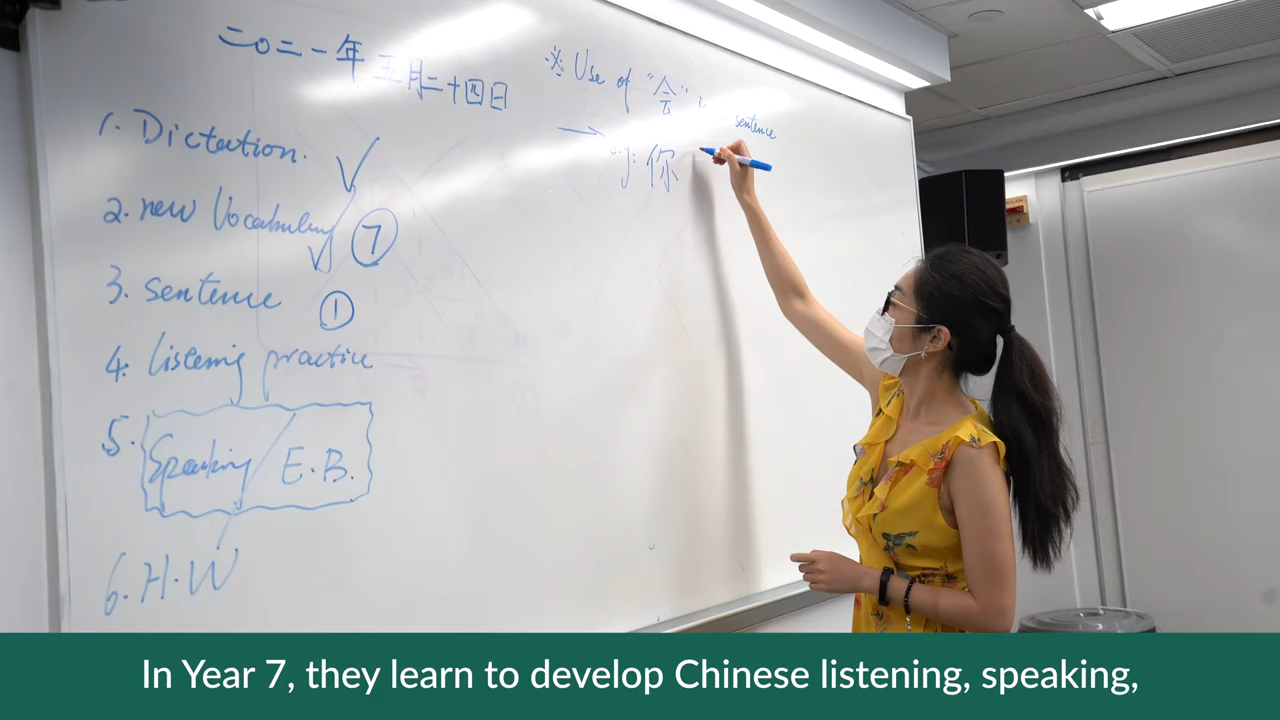 二〇二一年五月二十四日
1. Dictation.
2. new Vocabulary ⑦
3. sentence ①
4. listening practice
5. Speaking / E.B.
6. H.W
※ Use of "会"
sentence
→ e.g: 你
In Year 7, they learn to develop Chinese listening, speaking,